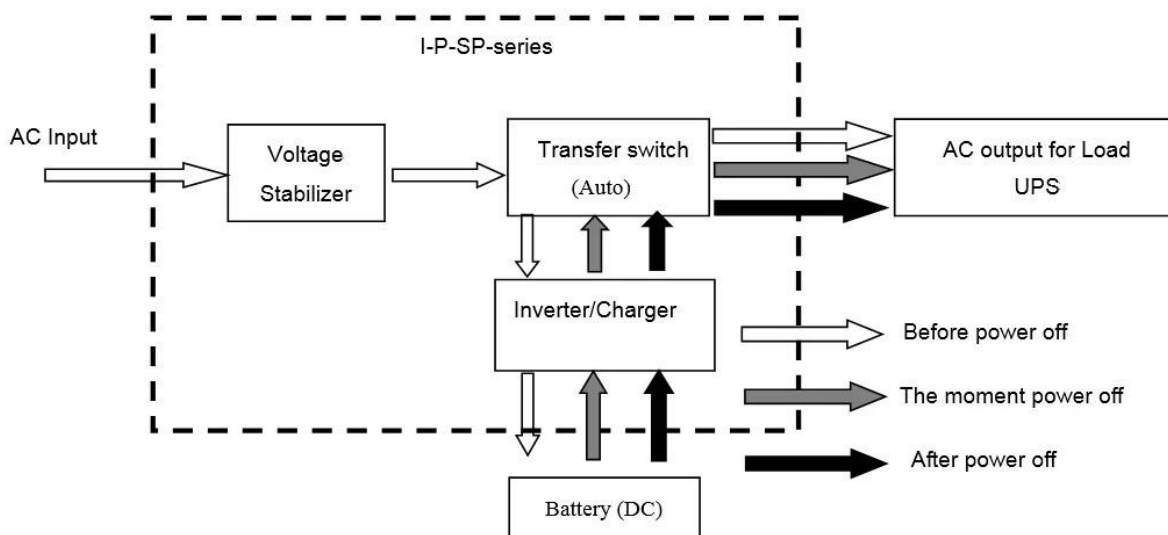 I-P-SP-series
AC Input
Voltage
Stabilizer
Transfer switch
(Auto)
AC output for Load
UPS
Inverter/Charger
Before power off
The moment power off
After power off
Battery (DC)